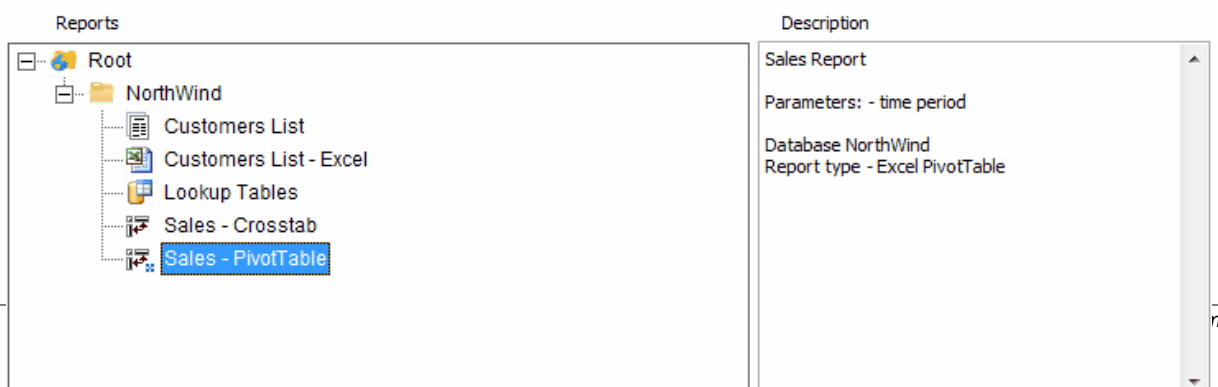 Reports
Description
Root
NorthWind
Customers List
Customers List - Excel
Lookup Tables
Sales - Crosstab
Sales - PivotTable
Sales Report
Parameters: - time period
Database NorthWind
Report type - Excel PivotTable